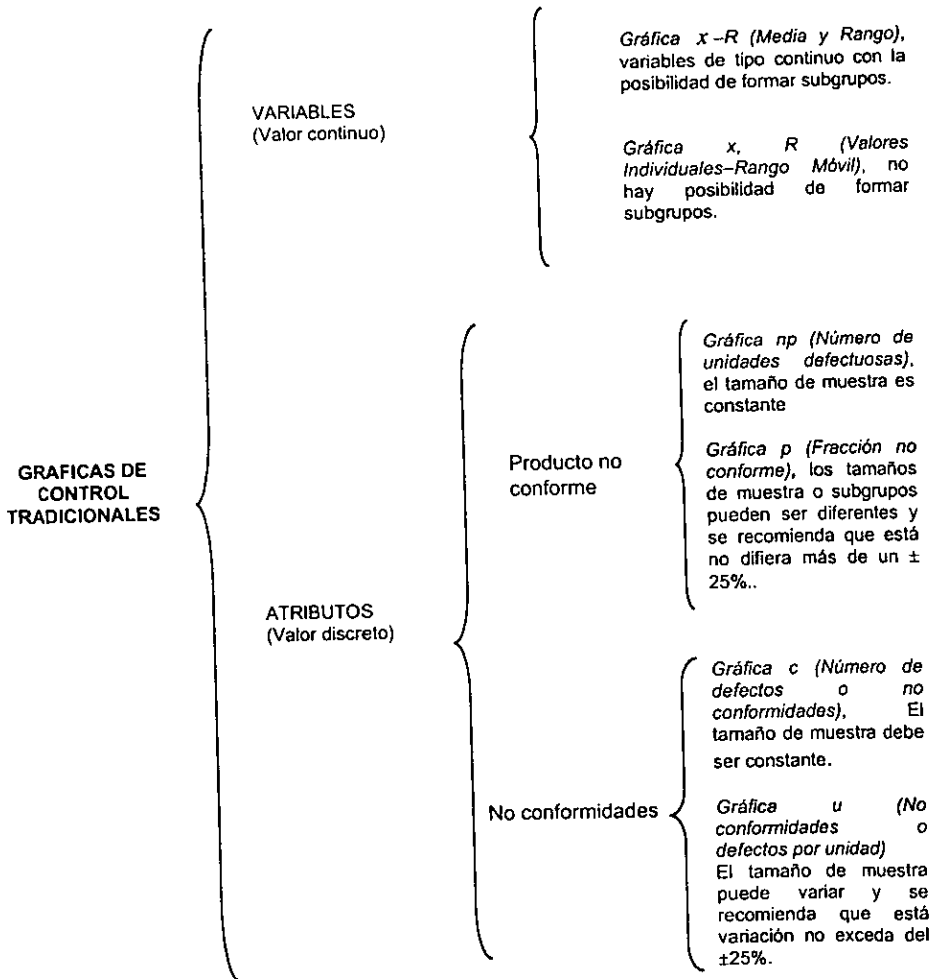 Gráfica x –R (Media y Rango),
variables de tipo continuo con la
posibilidad de formar subgrupos.
VARIABLES
(Valor continuo)
Gráfica x, R (Valores
Individuales–Rango Móvil), no
hay posibilidad de formar
subgrupos.
GRAFICAS DE
CONTROL
TRADICIONALES
ATRIBUTOS
(Valor discreto)
Producto no
conforme
Gráfica np (Número de
unidades defectuosas),
el tamaño de muestra es
constante
Gráfica p (Fracción no
conforme), los tamaños
de muestra o subgrupos
pueden ser diferentes y
se recomienda que está
no difiera más de un ±
25%..
No conformidades
Gráfica c (Número de
defectos o no
conformidades), El
tamaño de muestra debe
ser constante.
Gráfica u (No
conformidades o
defectos por unidad)
El tamaño de muestra
puede variar y se
recomienda que está
variación no exceda del
±25%.